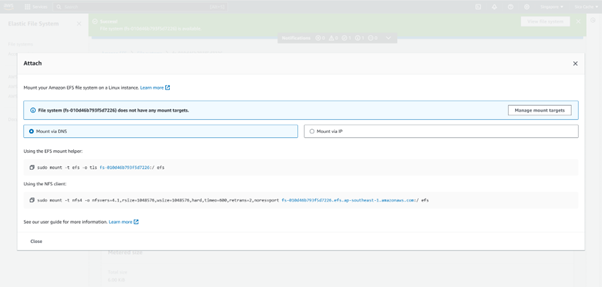 Elastic File System
Notifications
Attach
Mount your Amazon EFS file system on a Linux instance. Learn more
File system (fs-010d46b793f5d7226) does not have any mount targets.
Manage mount targets
Mount via DNS
Mount via IP
Using the EFS mount helper:
sudo mount -t efs -o tls fs-010d46b793f5d7226:/ efs
Using the NFS client:
sudo mount -t nfs4 -o nfsvers=4.1,rsize=1048576,wsize=1048576,hard,timeo=600,retrans=2,noresvport fs-010d46b793f5d7226.efs.ap-southeast-1.amazonaws.com:/ efs
See our user guide for more information. Learn more
Close